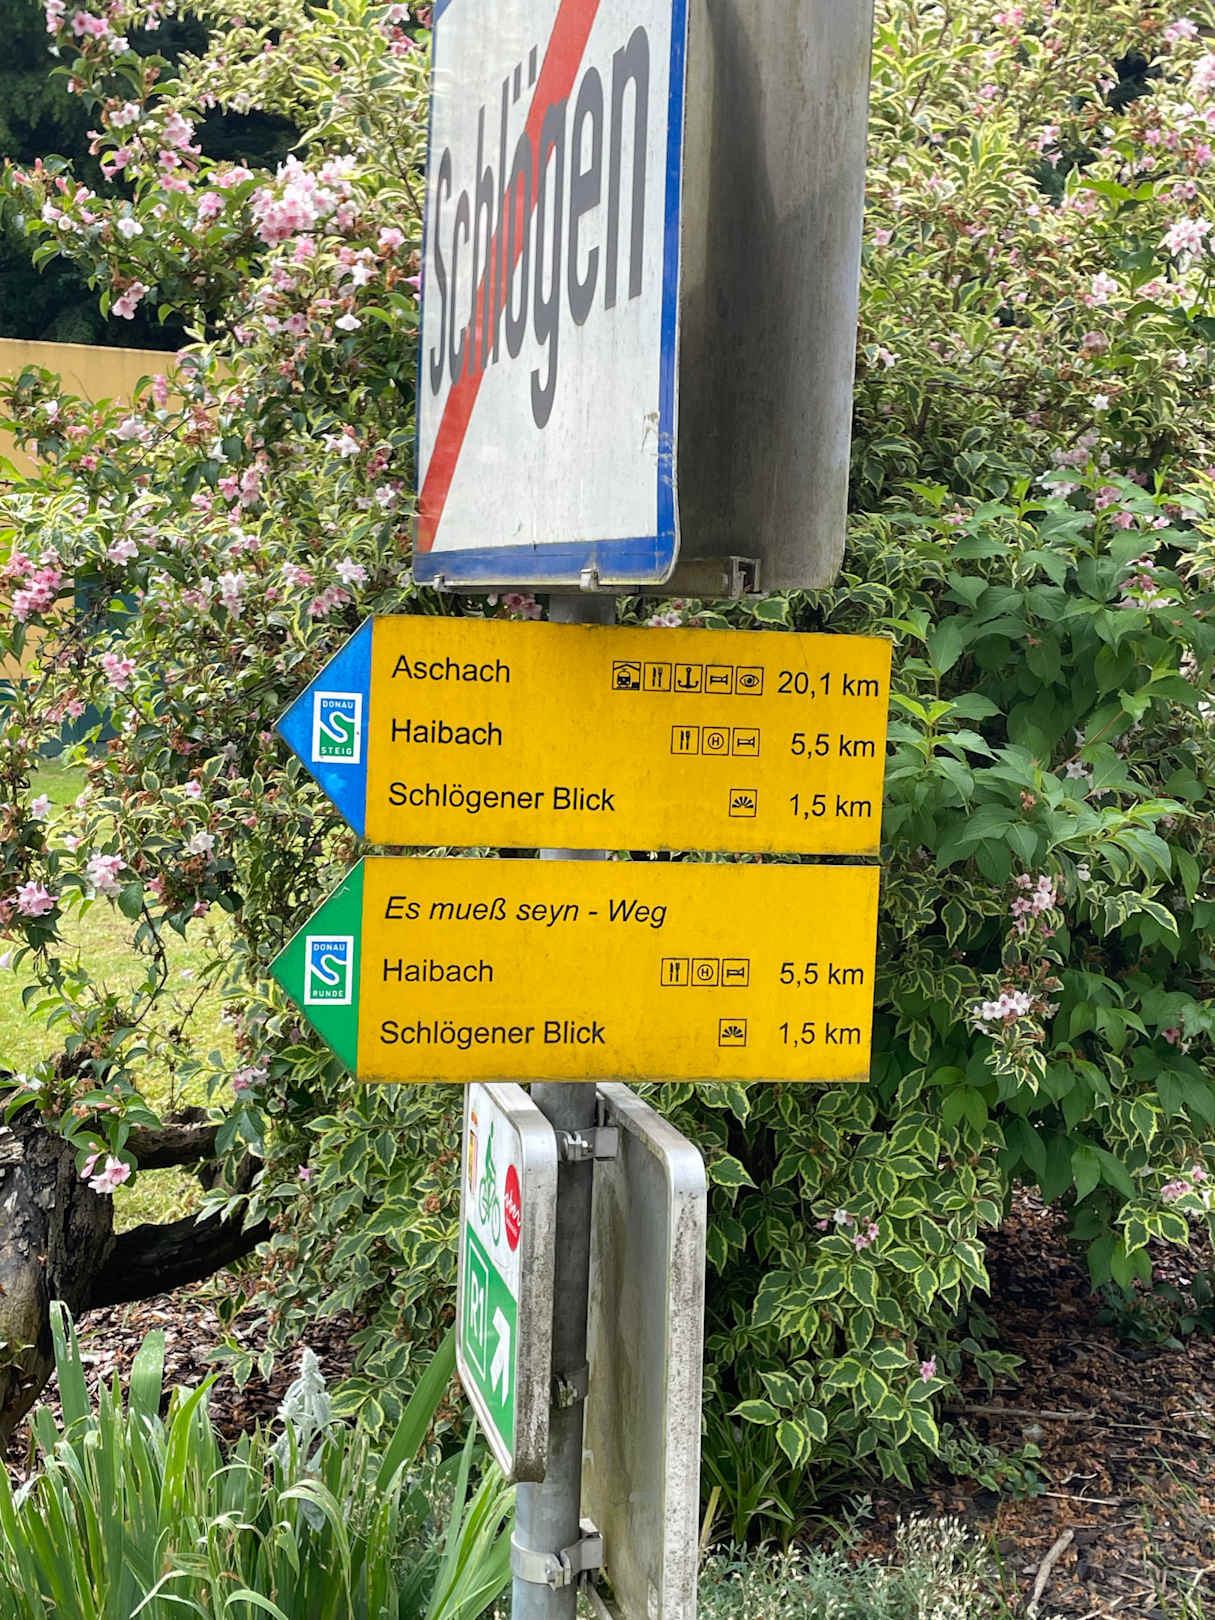 Schlögen
Aschach 20,1 km
DONAU
STEIG
Haibach H 5,5 km
Schlögener Blick 1,5 km
Es mueß seyn - Weg
DONAU
RUNDE
Haibach H 5,5 km
Schlögener Blick 1,5 km
R1